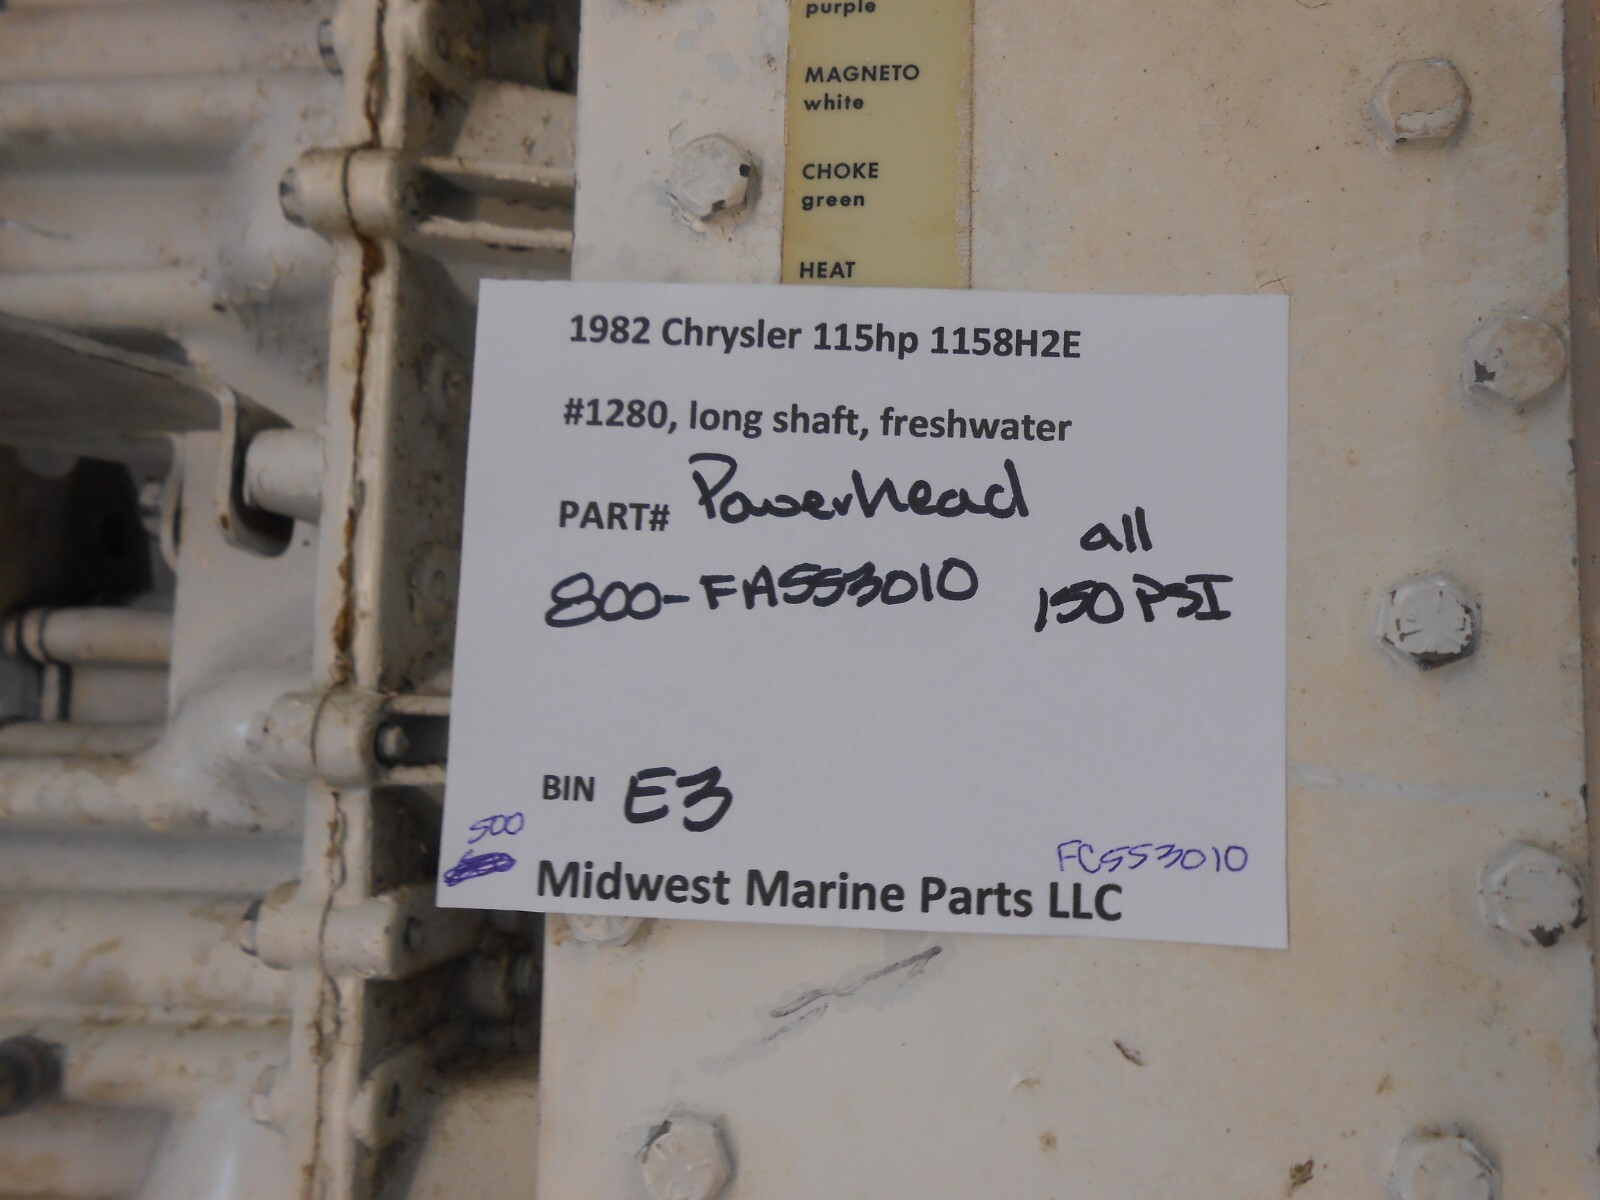 purple
MAGNETO
white
CHOKE
green
HEAT
1982 Chrysler 115hp 1158H2E
#1280, long shaft, freshwater
PART# Powerhead
800-FA553010
all
150 PSI
BIN E3
500
FC553010
Midwest Marine Parts LLC